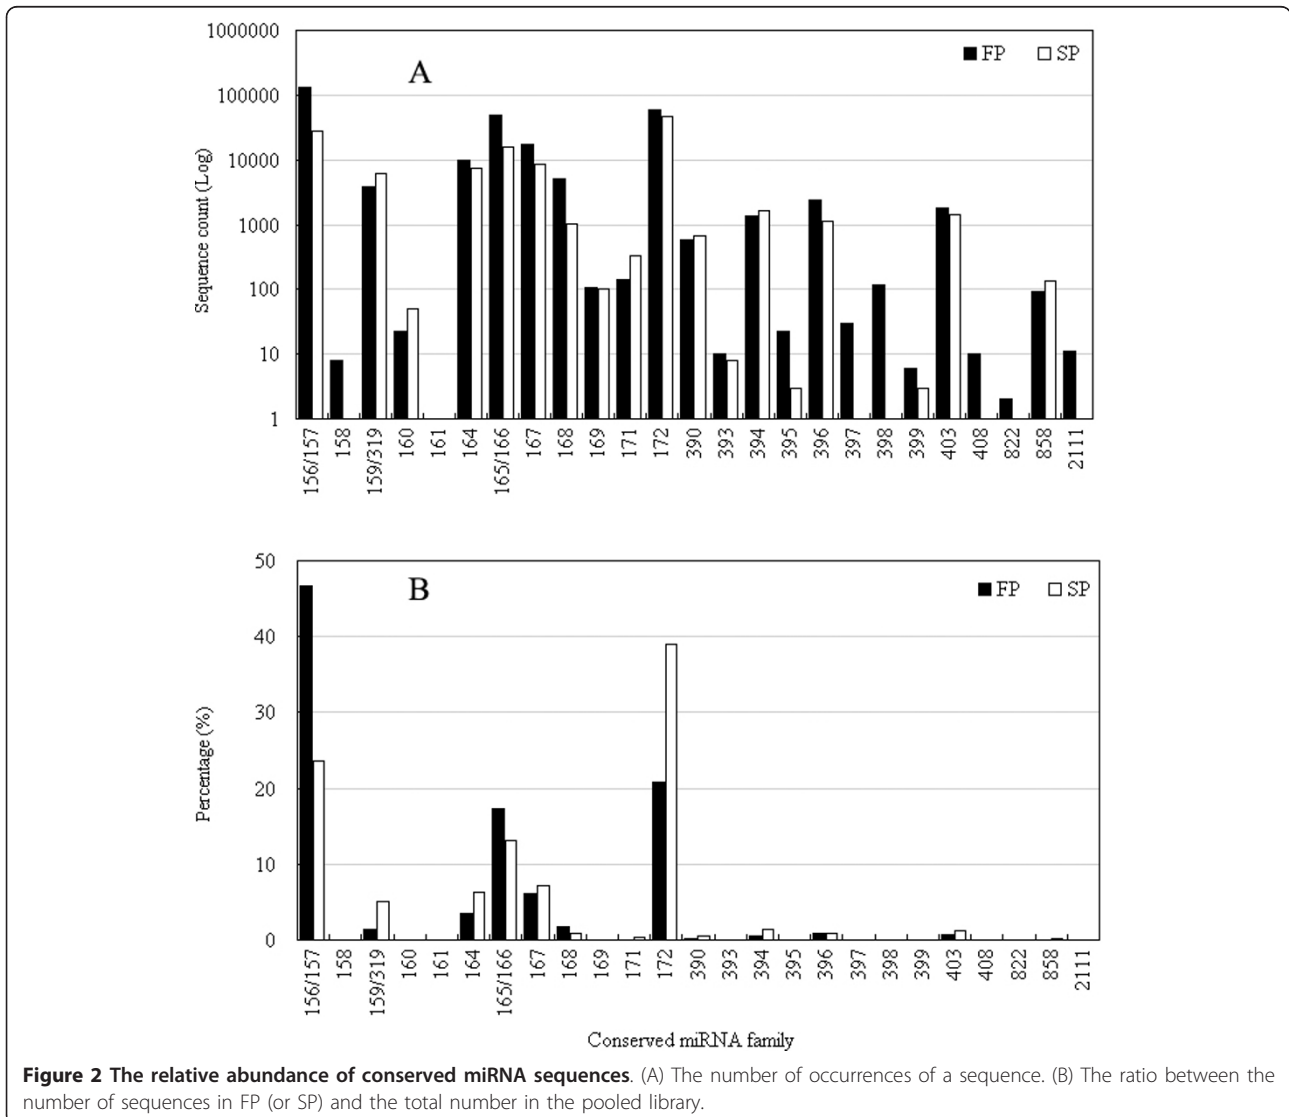 1000000
100000
10000
1000
100
10
1
Sequence count (Log)
A
FP SP
156/157 158 159/319 160 161 164 165/166 167 168 169 171 172 390 393 394 395 396 397 398 399 403 408 822 858 2111
50
40
30
20
10
0
Percentage (%)
B
FP SP
156/157 158 159/319 160 161 164 165/166 167 168 169 171 172 390 393 394 395 396 397 398 399 403 408 822 858 2111
Conserved miRNA family
Figure 2 The relative abundance of conserved miRNA sequences. (A) The number of occurrences of a sequence. (B) The ratio between the
number of sequences in FP (or SP) and the total number in the pooled library.